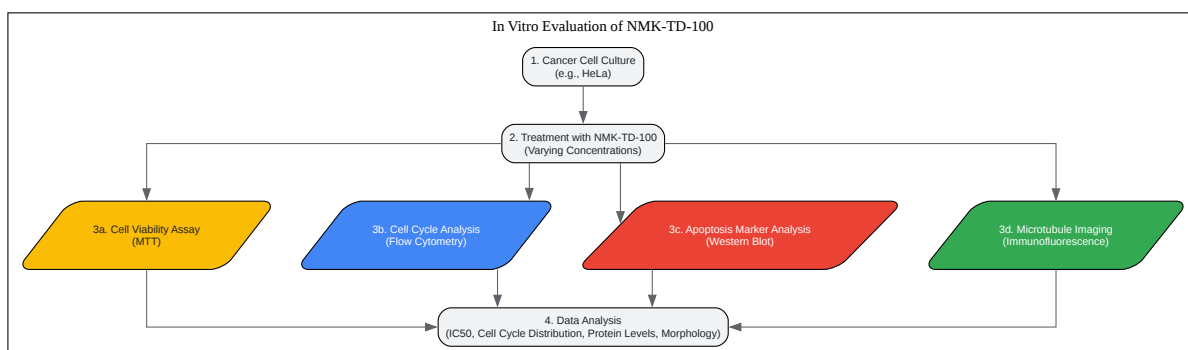 In Vitro Evaluation of NMK-TD-100
1. Cancer Cell Culture
(e.g., HeLa)
2. Treatment with NMK-TD-100
(Varying Concentrations)
3a. Cell Viability Assay
(MTT)
3b. Cell Cycle Analysis
(Flow Cytometry)
3c. Apoptosis Marker Analysis
(Western Blot)
3d. Microtubule Imaging
(Immunofluorescence)
4. Data Analysis
(IC50, Cell Cycle Distribution, Protein Levels, Morphology)